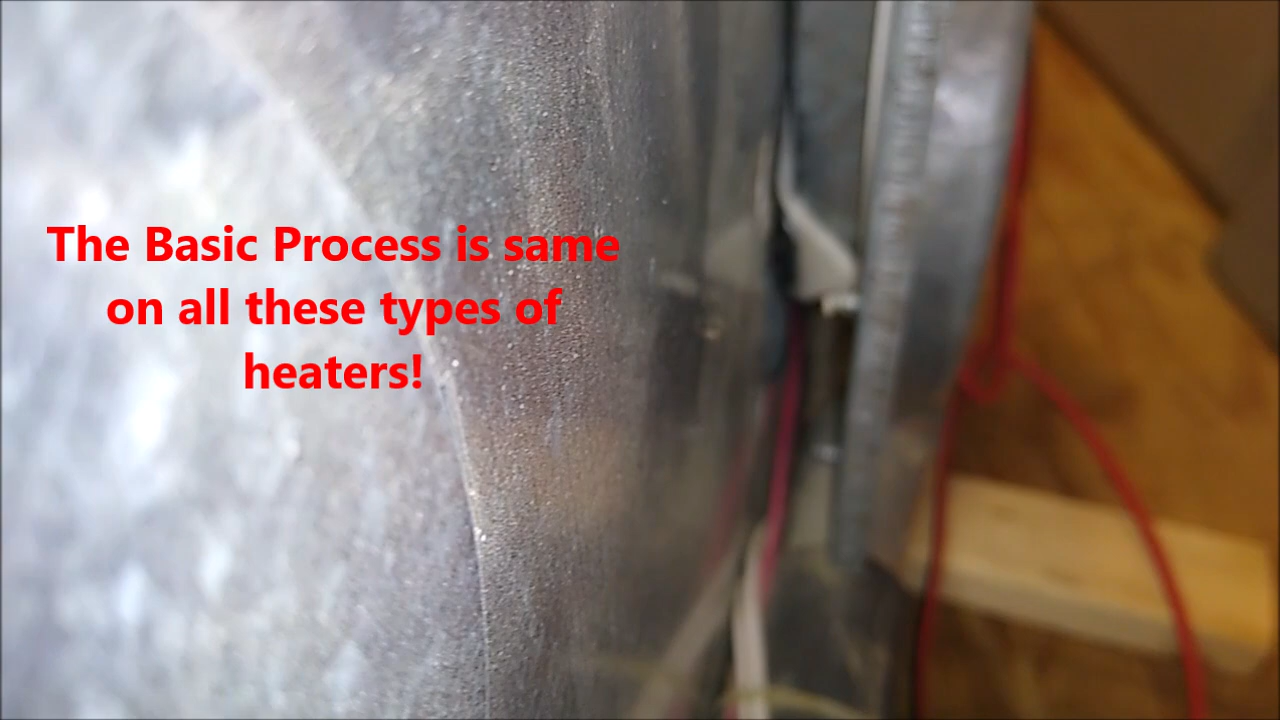 The Basic Process is same
on all these types of
heaters!